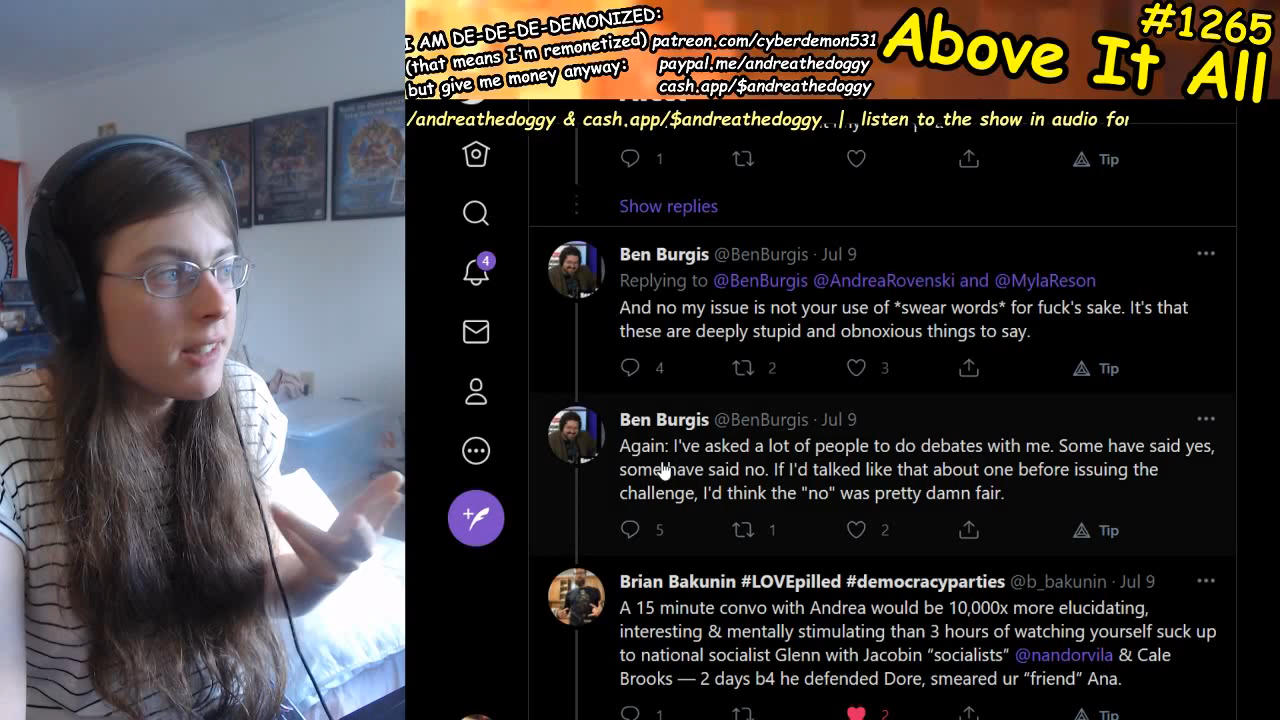 I AM DE-DE-DE-DEMONIZED:
(that means I'm remonetized)
but give me money anyway:
patreon.com/cyberdemon531
paypal.me/andreathedoggy
cash.app/$andreathedoggy
Above It All
#1265
/andreathedoggy & cash.app/$andreathedoggy | listen to the show in audio for
1
Tip
Show replies
4
Ben Burgis @BenBurgis · Jul 9
Replying to @BenBurgis @AndreaRovenski and @MylaReson
And no my issue is not your use of *swear words* for fuck's sake. It's that
these are deeply stupid and obnoxious things to say.
4 2 3 Tip
Ben Burgis @BenBurgis · Jul 9
Again: I've asked a lot of people to do debates with me. Some have said yes,
some have said no. If I'd talked like that about one before issuing the
challenge, I'd think the "no" was pretty damn fair.
5 1 2 Tip
Brian Bakunin #LOVEpilled #democracyparties @b_bakunin · Jul 9
A 15 minute convo with Andrea would be 10,000x more elucidating,
interesting & mentally stimulating than 3 hours of watching yourself suck up
to national socialist Glenn with Jacobin “socialists” @nandorvila & Cale
Brooks — 2 days b4 he defended Dore, smeared ur “friend” Ana.
1 2 Tip